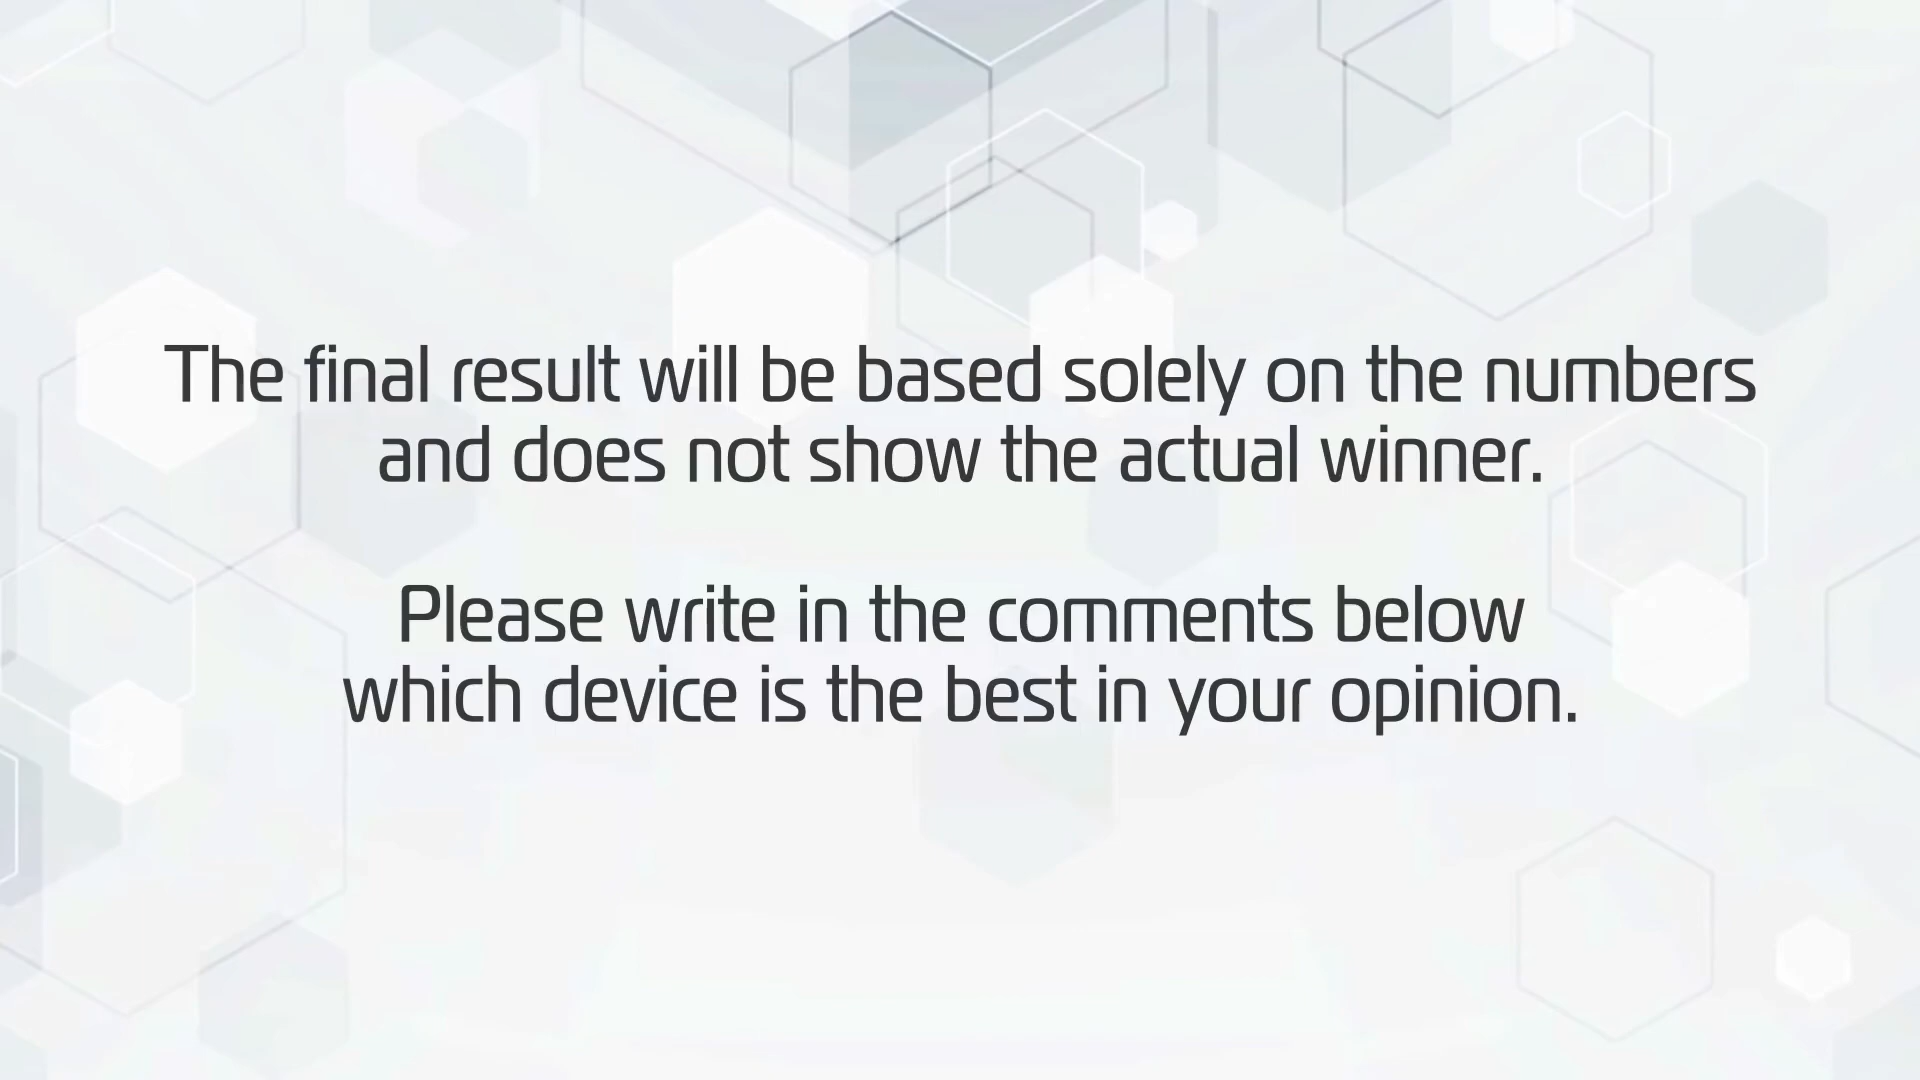 The final result will be based solely on the numbers
and does not show the actual winner.
Please write in the comments below
which device is the best in your opinion.